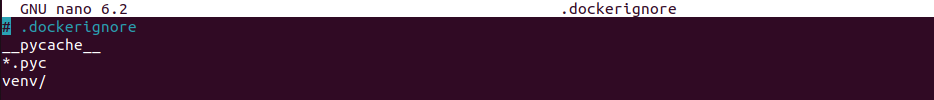 GNU nano 6.2 .dockerignore
# .dockerignore
__pycache__
*.pyc
venv/